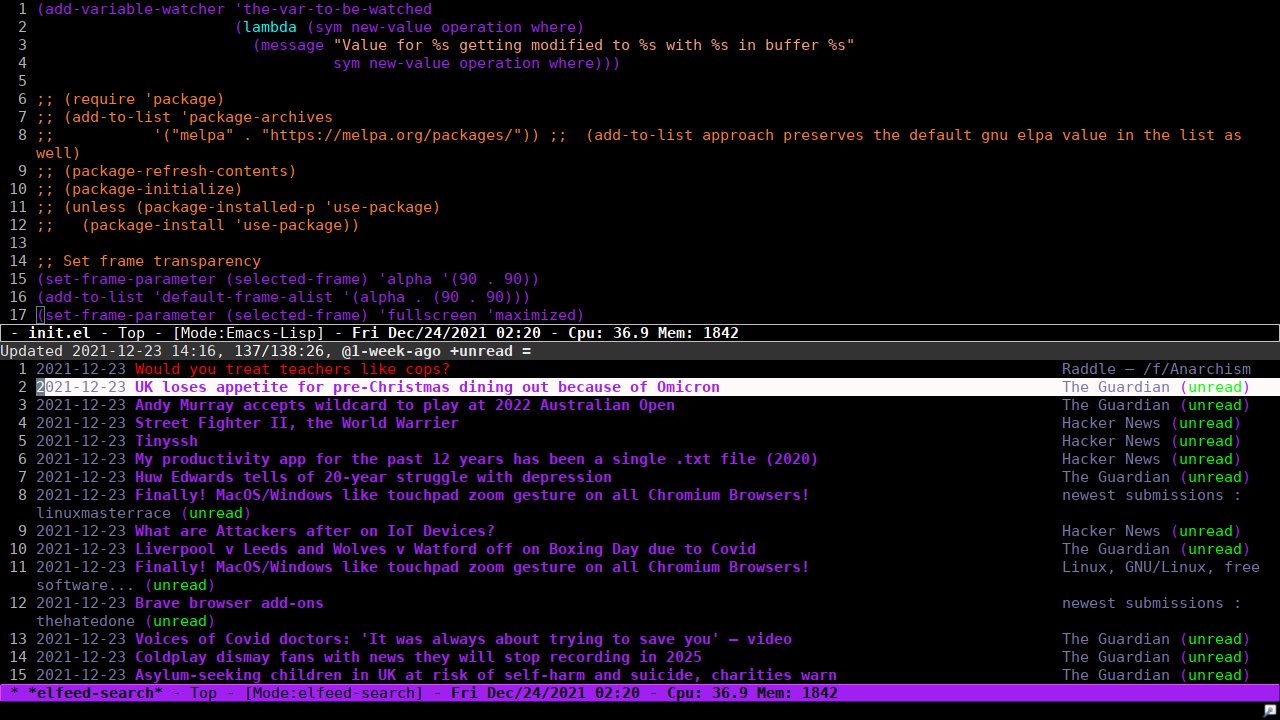 1 (add-variable-watcher 'the-var-to-be-watched
2 (lambda (sym new-value operation where)
3 (message "Value for %s getting modified to %s with %s in buffer %s"
4 sym new-value operation where)))
5
6 ;; (require 'package)
7 ;; (add-to-list 'package-archives
8 ;; '("melpa" . "https://melpa.org/packages/")) ;; (add-to-list approach preserves the default gnu elpa value in the list as
well)
9 ;; (package-refresh-contents)
10 ;; (package-initialize)
11 ;; (unless (package-installed-p 'use-package)
12 ;; (package-install 'use-package))
13
14 ;; Set frame transparency
15 (set-frame-parameter (selected-frame) 'alpha '(90 . 90))
16 (add-to-list 'default-frame-alist '(alpha . (90 . 90)))
17 (set-frame-parameter (selected-frame) 'fullscreen 'maximized)
- init.el - Top - [Mode:Emacs-Lisp] - Fri Dec/24/2021 02:20 - Cpu: 36.9 Mem: 1842
Updated 2021-12-23 14:16, 137/138:26, @1-week-ago +unread =
1 2021-12-23 Would you treat teachers like cops? Raddle — /f/Anarchism
2 2021-12-23 UK loses appetite for pre-Christmas dining out because of Omicron The Guardian (unread)
3 2021-12-23 Andy Murray accepts wildcard to play at 2022 Australian Open The Guardian (unread)
4 2021-12-23 Street Fighter II, the World Warrier Hacker News (unread)
5 2021-12-23 Tinyssh Hacker News (unread)
6 2021-12-23 My productivity app for the past 12 years has been a single .txt file (2020) Hacker News (unread)
7 2021-12-23 Huw Edwards tells of 20-year struggle with depression The Guardian (unread)
8 2021-12-23 Finally! MacOS/Windows like touchpad zoom gesture on all Chromium Browsers! newest submissions :
linuxmasterrace (unread)
9 2021-12-23 What are Attackers after on IoT Devices? Hacker News (unread)
10 2021-12-23 Liverpool v Leeds and Wolves v Watford off on Boxing Day due to Covid The Guardian (unread)
11 2021-12-23 Finally! MacOS/Windows like touchpad zoom gesture on all Chromium Browsers! Linux, GNU/Linux, free
software... (unread)
12 2021-12-23 Brave browser add-ons newest submissions :
thehatedone (unread)
13 2021-12-23 Voices of Covid doctors: 'It was always about trying to save you' – video The Guardian (unread)
14 2021-12-23 Coldplay dismay fans with news they will stop recording in 2025 The Guardian (unread)
15 2021-12-23 Asylum-seeking children in UK at risk of self-harm and suicide, charities warn The Guardian (unread)
* *elfeed-search* - Top - [Mode:elfeed-search] - Fri Dec/24/2021 02:20 - Cpu: 36.9 Mem: 1842